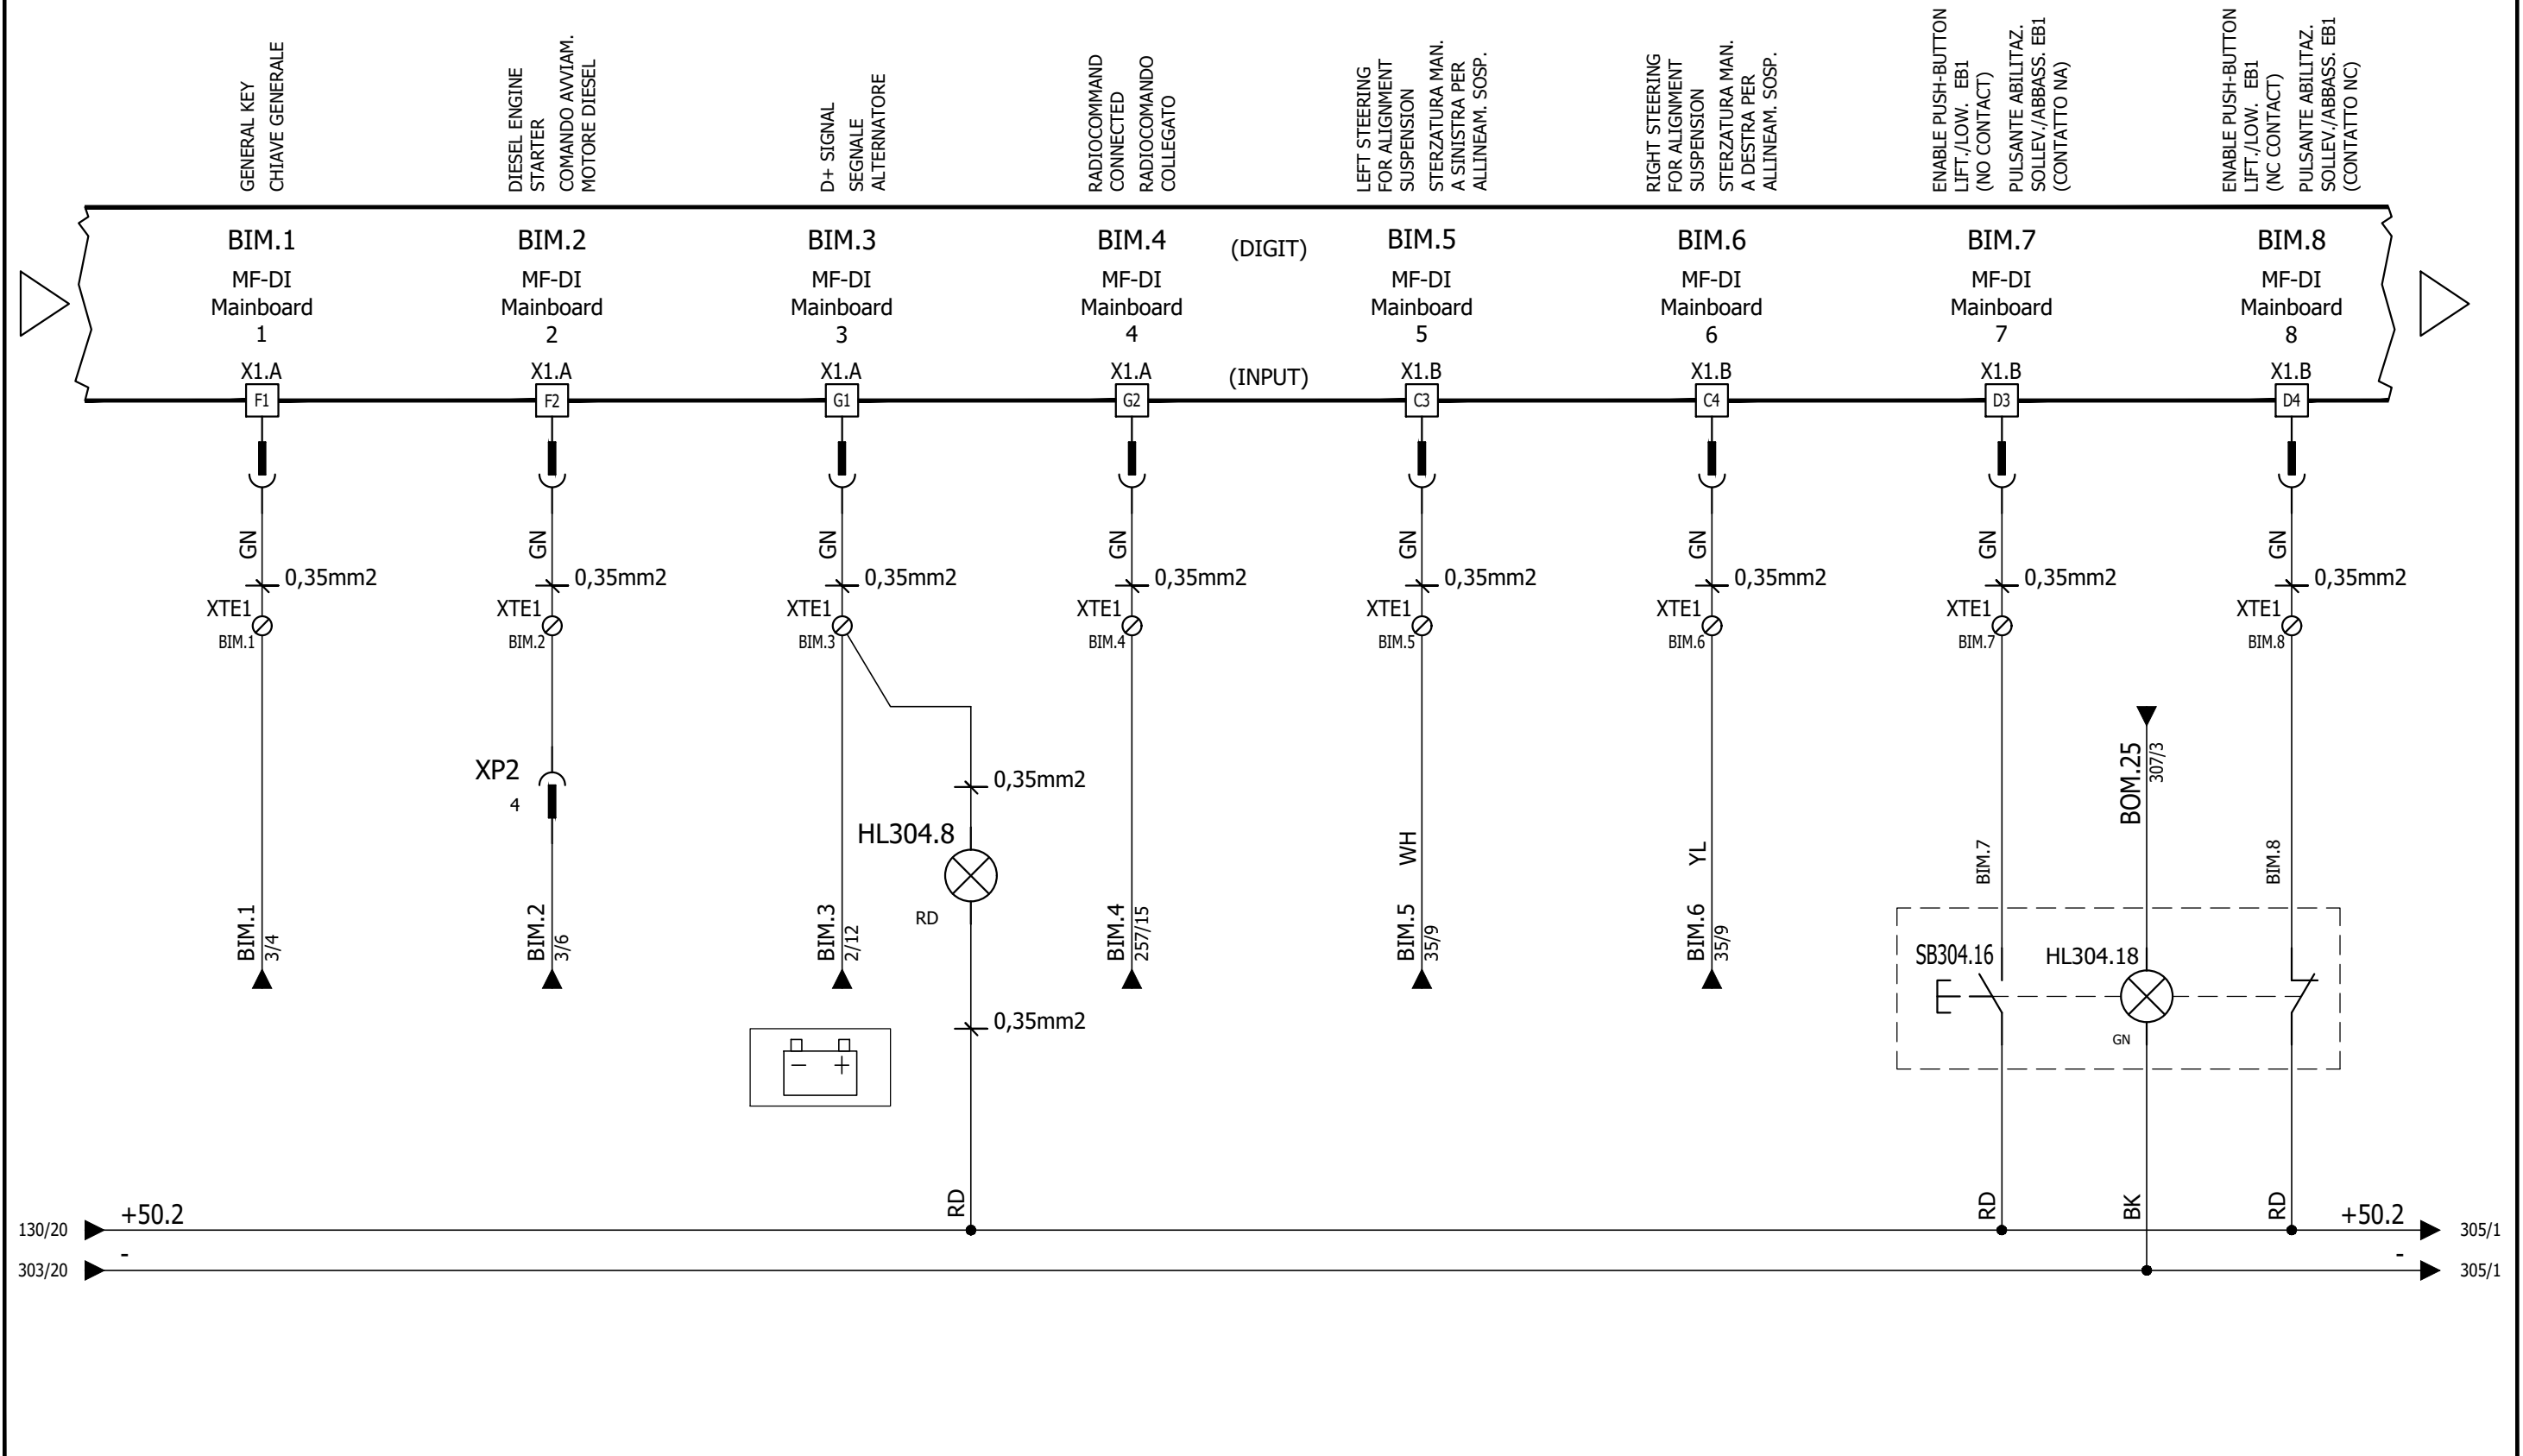 GENERAL KEY
CHIAVE GENERALE
DIESEL ENGINE
STARTER
COMANDO AVVIAM.
MOTORE DIESEL
D+ SIGNAL
SEGNALE
ALTERNATORE
RADIOCOMMAND
CONNECTED
RADIOCOMANDO
COLLEGATO
LEFT STEERING
FOR ALIGNMENT
SUSPENSION
STERZATURA MAN.
A SINISTRA PER
ALLINEAM. SOSP.
RIGHT STEERING
FOR ALIGNMENT
SUSPENSION
STERZATURA MAN.
A DESTRA PER
ALLINEAM. SOSP.
ENABLE PUSH-BUTTON
LIFT./LOW. EB1
(NO CONTACT)
PULSANTE ABILITAZ.
SOLLEV./ABBASS. EB1
(CONTATTO NA)
ENABLE PUSH-BUTTON
LIFT./LOW. EB1
(NC CONTACT)
PULSANTE ABILITAZ.
SOLLEV./ABBASS. EB1
(CONTATTO NC)
BIM.1
MF-DI
Mainboard
1
X1.A
F1
BIM.2
MF-DI
Mainboard
2
X1.A
F2
BIM.3
MF-DI
Mainboard
3
X1.A
G1
BIM.4
MF-DI
Mainboard
4
X1.A
G2
(DIGIT)
(INPUT)
BIM.5
MF-DI
Mainboard
5
X1.B
C3
BIM.6
MF-DI
Mainboard
6
X1.B
C4
BIM.7
MF-DI
Mainboard
7
X1.B
D3
BIM.8
MF-DI
Mainboard
8
X1.B
D4
GN
0,35mm2
XTE1
BIM.1
BIM.1
3/4
GN
0,35mm2
XTE1
BIM.2
XP2
4
BIM.2
3/6
GN
0,35mm2
XTE1
BIM.3
BIM.3
2/12
0,35mm2
HL304.8
RD
0,35mm2
RD
- +
GN
0,35mm2
XTE1
BIM.4
BIM.4
257/15
GN
0,35mm2
XTE1
BIM.5
WH
BIM.5
35/9
GN
0,35mm2
XTE1
BIM.6
YL
BIM.6
35/9
GN
0,35mm2
XTE1
BIM.7
BIM.7
SB304.16
RD
BOM.25
307/3
HL304.18
GN
BK
GN
0,35mm2
XTE1
BIM.8
BIM.8
RD
130/20
+50.2
+50.2
305/1
303/20
-
-
305/1